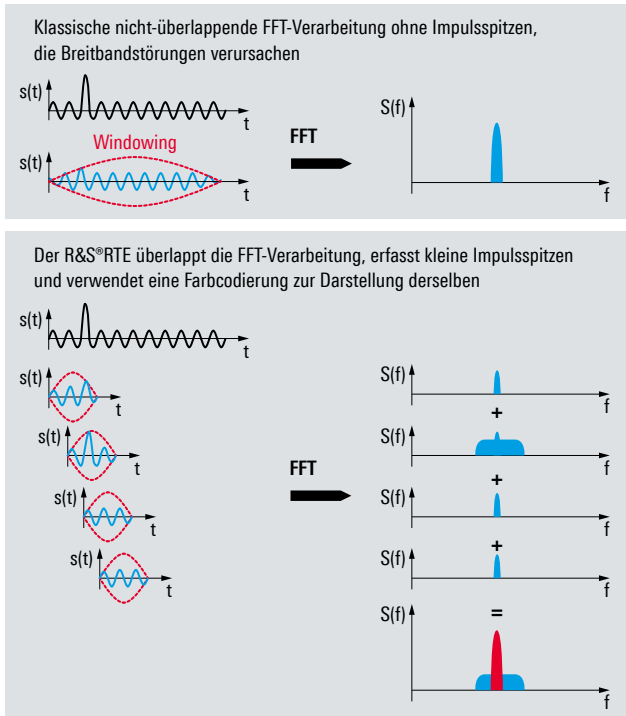 Klassische nicht-überlappende FFT-Verarbeitung ohne Impulsspitzen,
die Breitbandstörungen verursachen
s(t)
t
Windowing
s(t)
t
FFT
S(f)
f
Der R&S®RTE überlappt die FFT-Verarbeitung, erfasst kleine Impulsspitzen
und verwendet eine Farbcodierung zur Darstellung derselben
s(t)
t
s(t)
t
s(t)
t
s(t)
t
s(t)
t
FFT
S(f)
f
+
S(f)
f
+
S(f)
f
+
S(f)
f
=
S(f)
f